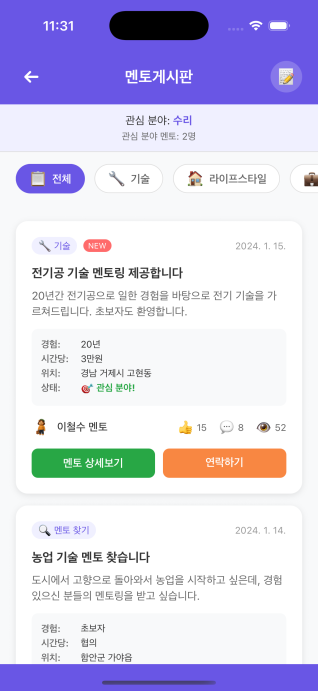 11:31
멘토게시판
관심 분야: 수리
관심 분야 멘토: 2명
전체
기술
라이프스타일
기술
NEW
2024. 1. 15.
전기공 기술 멘토링 제공합니다
20년간 전기공으로 일한 경험을 바탕으로 전기 기술을 가
르쳐드립니다. 초보자도 환영합니다.
경험: 20년
시간당: 3만원
위치: 경남 거제시 고현동
상태: 🎯 관심 분야!
이철수 멘토
15
8
52
멘토 상세보기
연락하기
멘토 찾기
2024. 1. 14.
농업 기술 멘토 찾습니다
도시에서 고향으로 돌아와서 농업을 시작하고 싶은데, 경험
있으신 분들의 멘토링을 받고 싶습니다.
경험: 초보자
시간당: 협의
위치: 함안군 가야읍